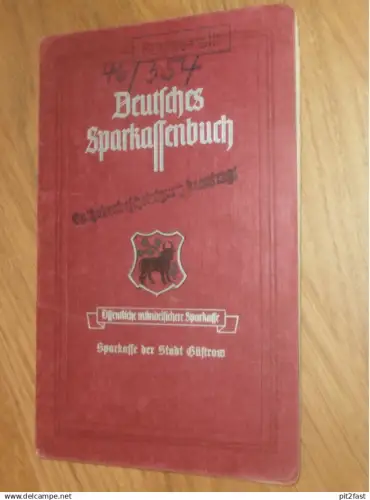 46/354
Deutsches
Sparkassenbuch
Öffentliche mündelsichere Sparkasse
Sparkasse der Stadt Güstrow
www.delcampe.net
pit2fast